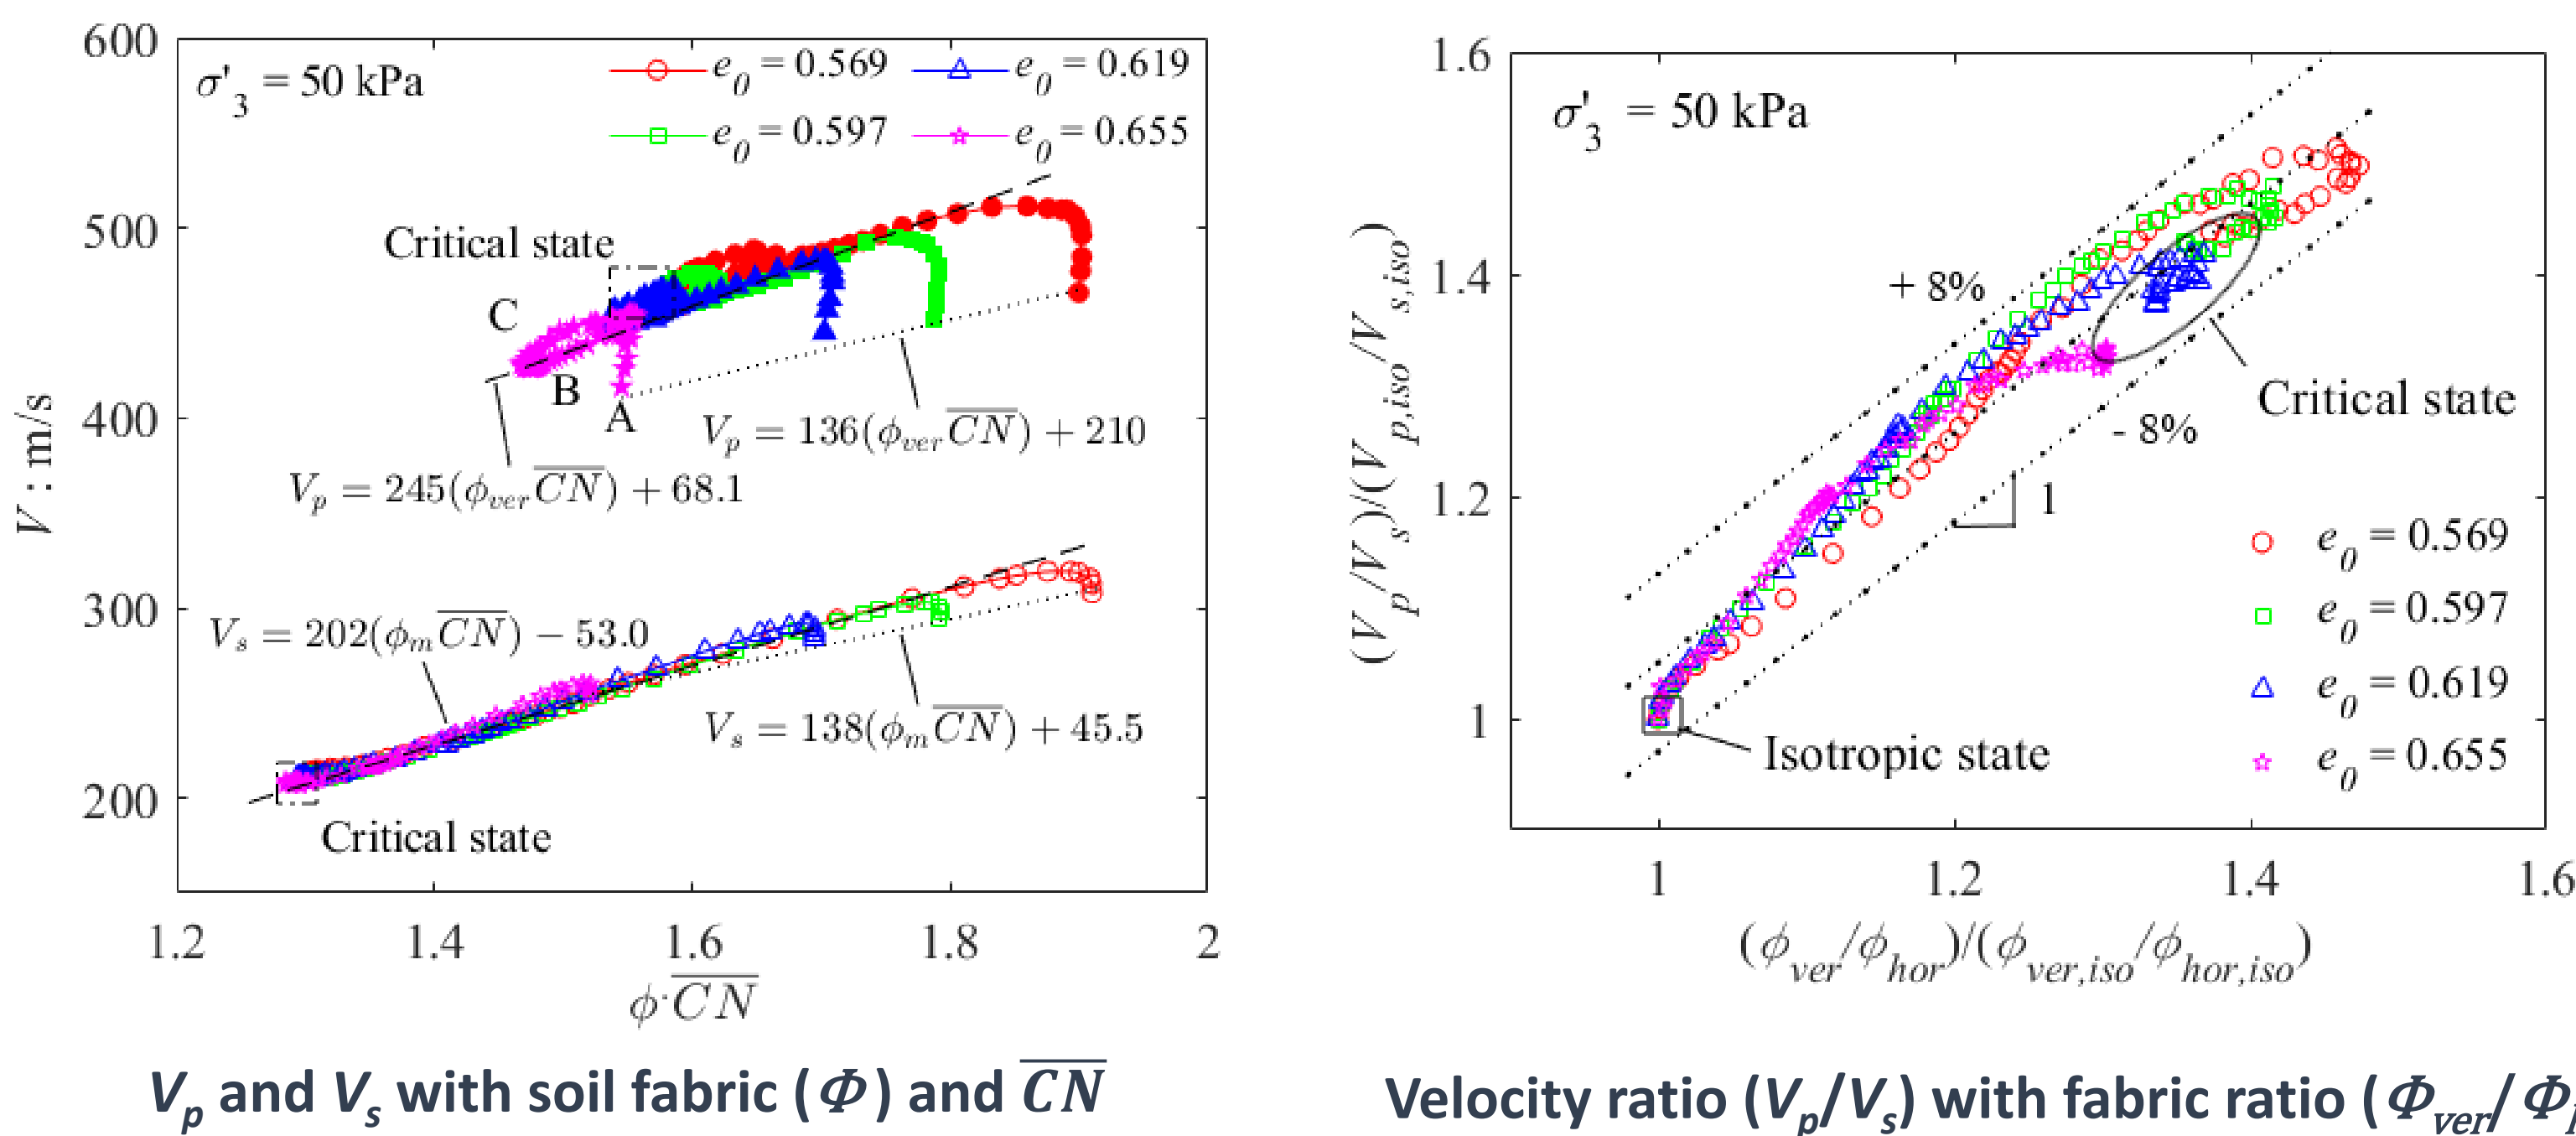 600
500
400
300
200
V : m/s
σ'3 = 50 kPa
e0 = 0.569
e0 = 0.619
e0 = 0.597
e0 = 0.655
Critical state
C
B
A
Vp = 136(ϕver C̅N̅) + 210
Vp = 245(ϕver C̅N̅) + 68.1
Vs = 202(ϕm C̅N̅) − 53.0
Vs = 138(ϕm C̅N̅) + 45.5
Critical state
1.2 1.4 1.6 1.8 2
ϕ·C̅N̅
Vp and Vs with soil fabric (Φ) and C̅N̅
1.6
1.4
1.2
1
(Vp/Vs)/(Vp,iso/Vs,iso)
σ'3 = 50 kPa
+ 8%
Critical state
- 8%
1
Isotropic state
e0 = 0.569
e0 = 0.597
e0 = 0.619
e0 = 0.655
1 1.2 1.4 1.6
(ϕver/ϕhor)/(ϕver,iso/ϕhor,iso)
Velocity ratio (Vp/Vs) with fabric ratio (Φver/Φ